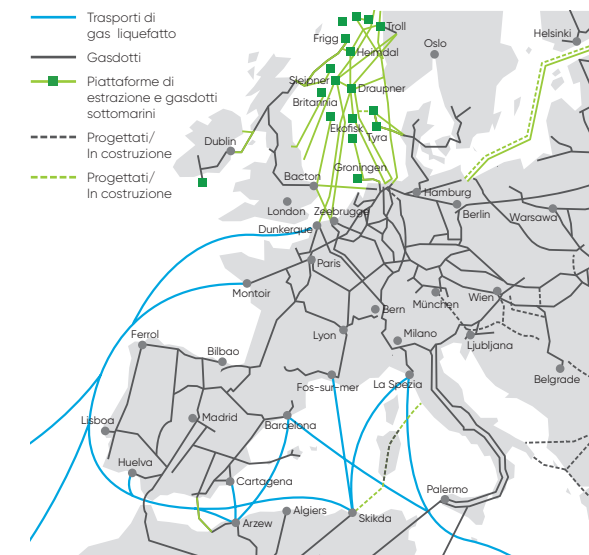 Trasporti di
gas liquefatto
Gasdotti
Piattaforme di
estrazione e gasdotti
sottomarini
Progettati/
In costruzione
Progettati/
In costruzione
Troll
Frigg
Heimdal
Oslo
Helsinki
Sleipner
Draupner
Britannia
Ekofisk
Tyra
Dublin
Groningen
Bacton
Hamburg
London
Zeebrugge
Berlin
Warsawa
Dunkerque
Paris
Montoir
Bern
München
Wien
Ferrol
Lyon
Milano
Ljubljana
Bilbao
Fos-sur-mer
La Spezia
Belgrade
Lisboa
Madrid
Barcelona
Huelva
Cartagena
Palermo
Arzew
Algiers
Skikda